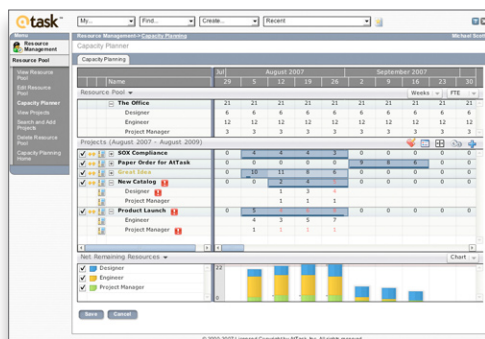 @task
My...
Find...
Create...
Recent
Menu
Resource Management
Resource Management->Capacity Planning
Michael Scott
Capacity Planner
Resource Pool
View Resource Pool
Edit Resource Pool
Capacity Planner
View Projects
Search and Add Projects
Delete Resource Pool
Capacity Planning Home
Capacity Planning
Jul August 2007 September 2007
Name 29 5 12 19 26 2 9 16 23 30
Resource Pool Weeks FTE
The Office 21 21 21 21 21 21 21 21 21 21
Designer 6 6 6 6 6 6 6 6 6 6
Engineer 12 12 12 12 12 12 12 12 12 12
Project Manager 3 3 3 3 3 3 3 3 3 3
Projects (August 2007 - August 2009)
SOX Compliance 0 4 4 4 3 0 0 0 0 0
Paper Order for AtTask 0 0 0 0 0 9 8 6 0 0
Great Idea 0 10 11 8 6 0 0 0 0 0
New Catalog 0 0 2 4 0 0 0 0 0
Designer 1 3
Project Manager 1 1 1
Product Launch 0 5 0 0 0 0 0
Engineer 4 3 5 7
Project Manager 1 1 1 1
Net Remaining Resources Chart
Designer
Engineer
Project Manager
22
0
Save Cancel